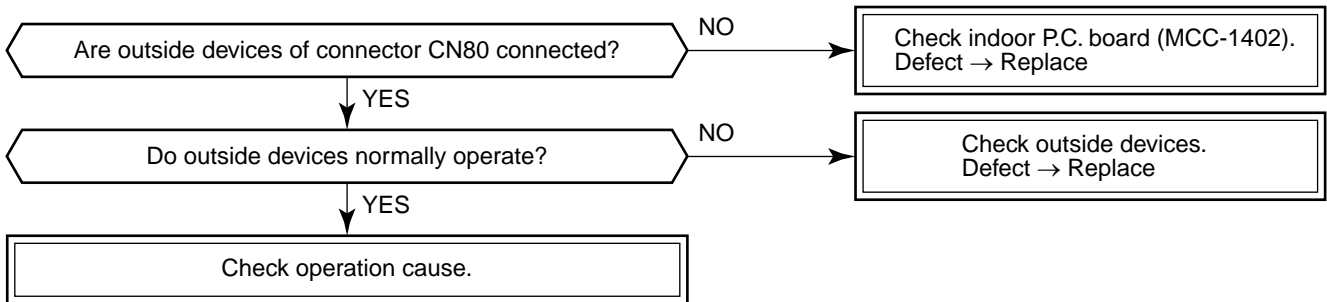 Are outside devices of connector CN80 connected?
NO
Check indoor P.C. board (MCC-1402).
Defect → Replace
YES
Do outside devices normally operate?
NO
Check outside devices.
Defect → Replace
YES
Check operation cause.